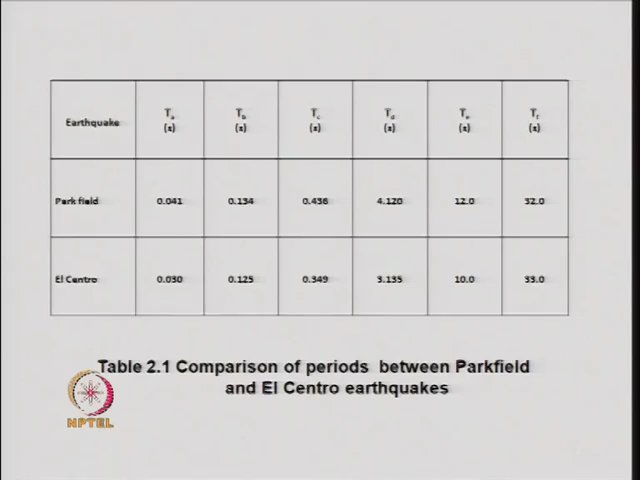 Earthquake Ta (s) Tb (s) Tc (s) Td (s) Te (s) Tf (s)
Park field 0.041 0.134 0.436 4.120 12.0 32.0
El Centro 0.030 0.125 0.349 3.135 10.0 33.0
Table 2.1 Comparison of periods between Parkfield
and El Centro earthquakes
NPTEL